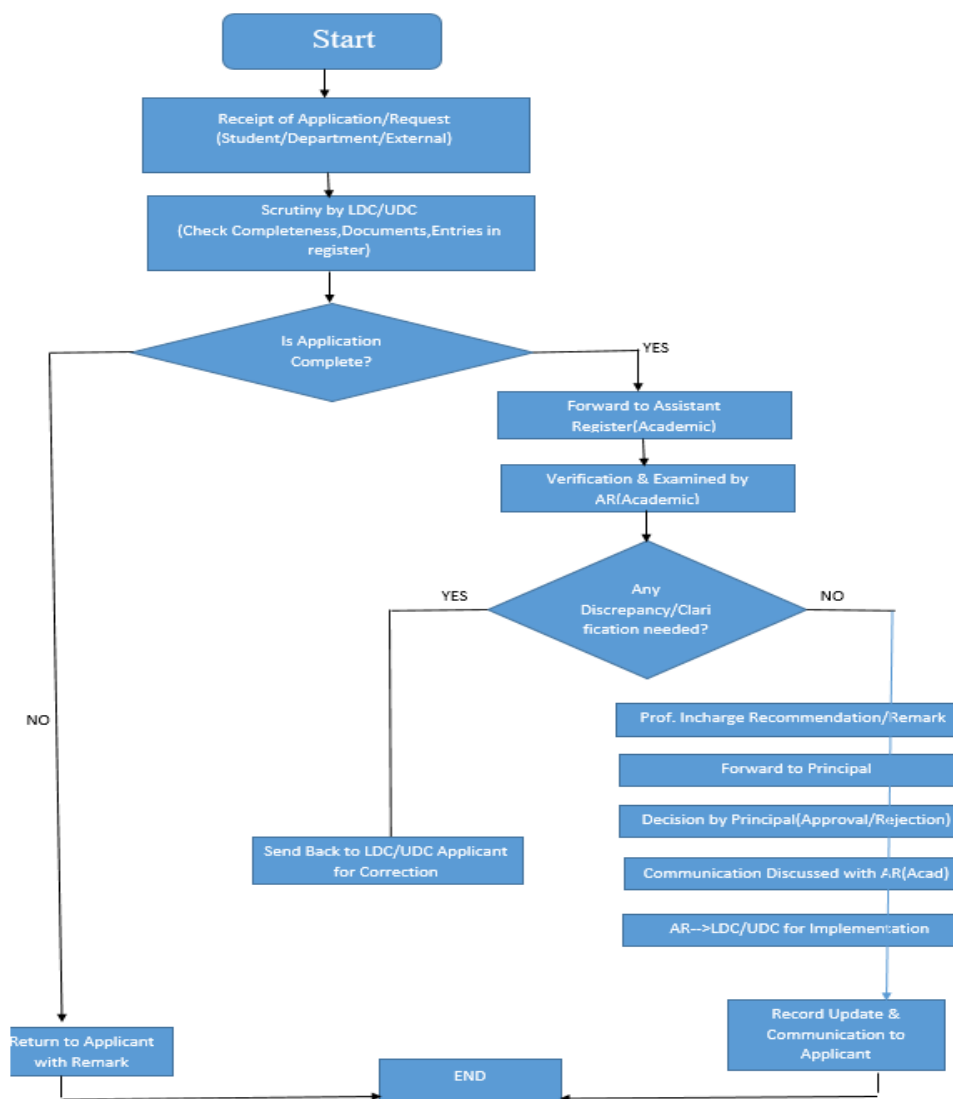 Start
Receipt of Application/Request
(Student/Department/External)
Scrutiny by LDC/UDC
(Check Completeness,Documents,Entries in
register)
Is Application
Complete?
YES
Forward to Assistant
Register(Academic)
Verification & Examined by
AR(Academic)
Any
Discrepancy/Clari
fication needed?
YES
NO
NO
Prof. Incharge Recommendation/Remark
Forward to Principal
Decision by Principal(Approval/Rejection)
Send Back to LDC/UDC Applicant
for Correction
Communication Discussed with AR(Acad)
AR-->LDC/UDC for Implementation
Record Update &
Communication to
Applicant
Return to Applicant
with Remark
END